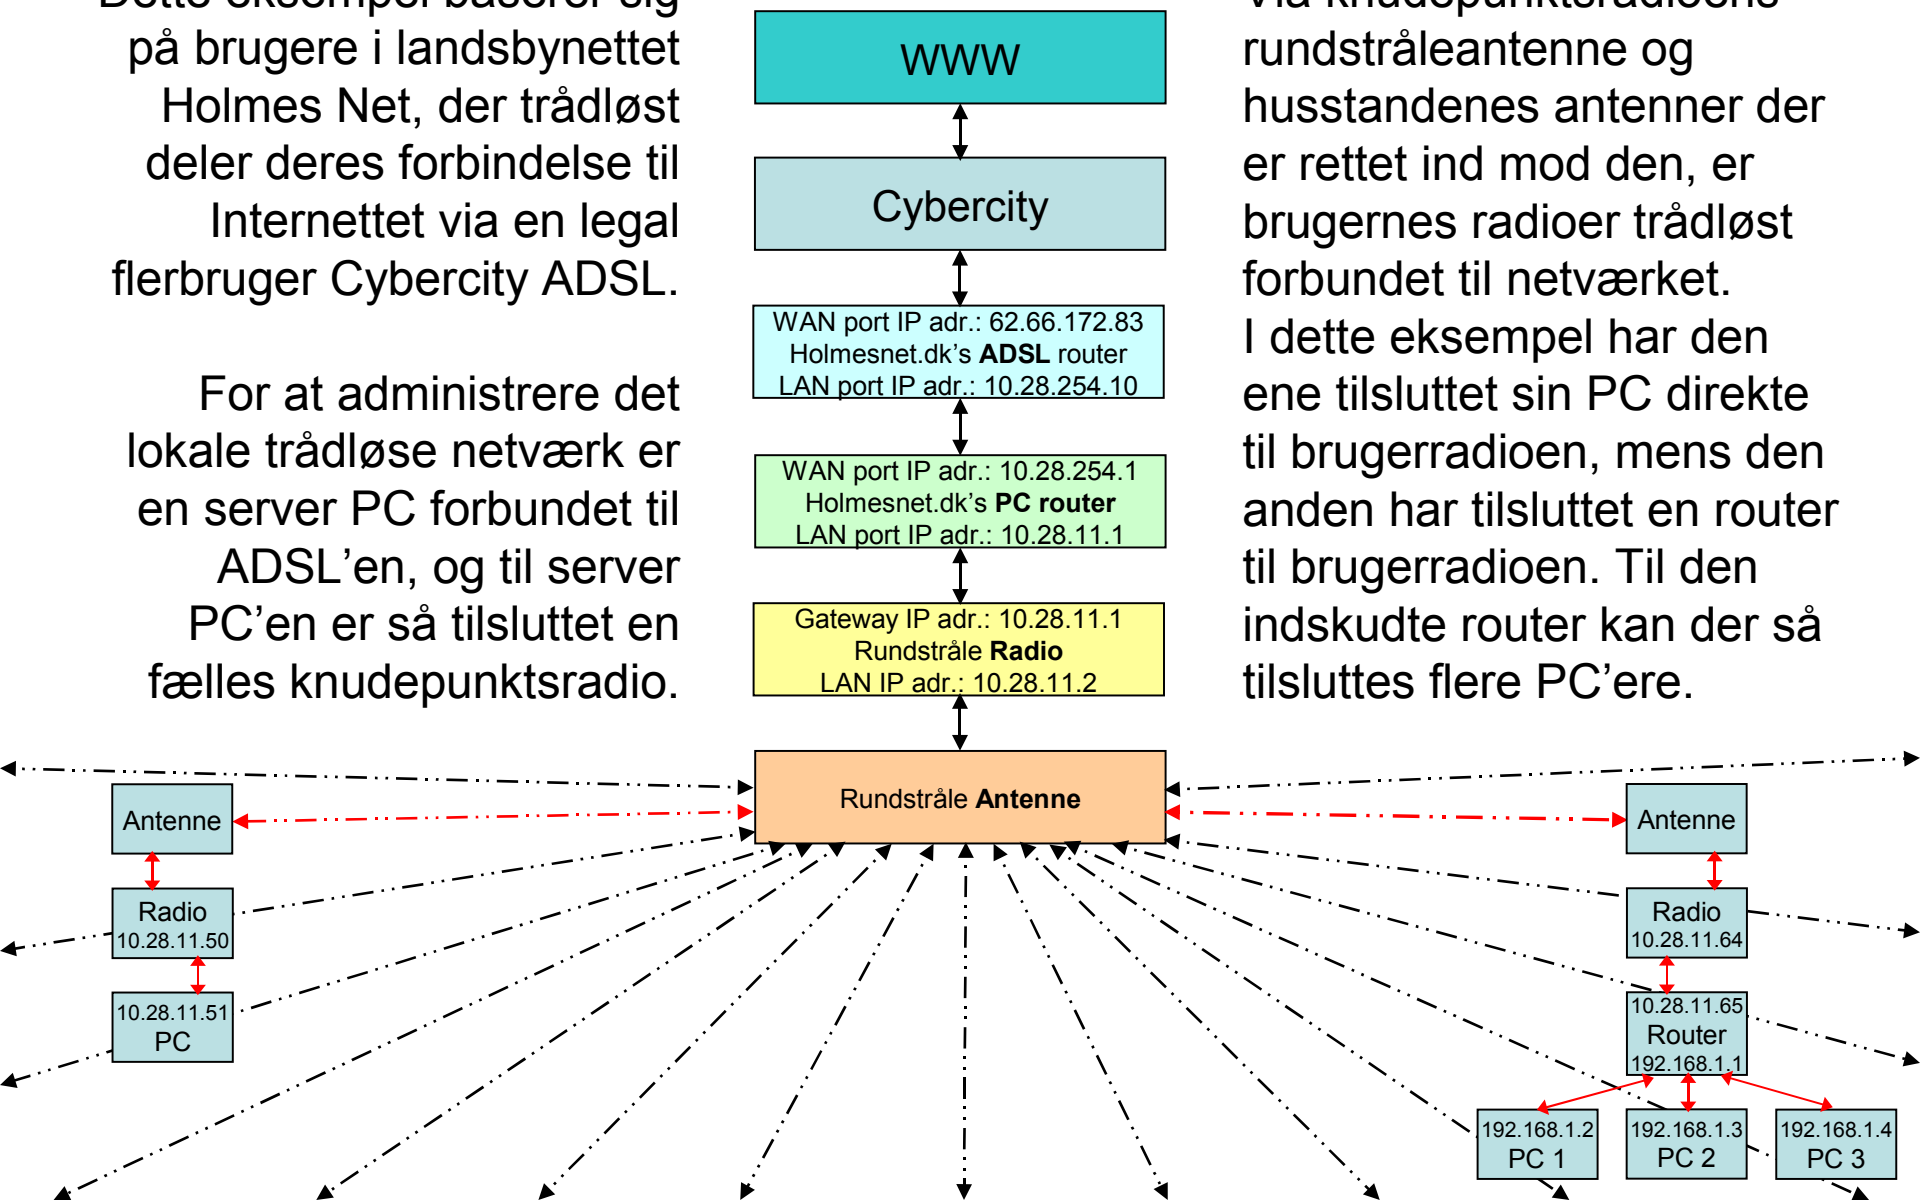 Dette eksempel baserer sig
på brugere i landsbynettet
Holmes Net, der trådløst
deler deres forbindelse til
Internettet via en legal
flerbruger Cybercity ADSL.
For at administrere det
lokale trådløse netværk er
en server PC forbundet til
ADSL’en, og til server
PC’en er så tilsluttet en
fælles knudepunktsradio.
WWW
Cybercity
WAN port IP adr.: 62.66.172.83
Holmesnet.dk’s ADSL router
LAN port IP adr.: 10.28.254.10
WAN port IP adr.: 10.28.254.1
Holmesnet.dk’s PC router
LAN port IP adr.: 10.28.11.1
Gateway IP adr.: 10.28.11.1
Rundstråle Radio
LAN IP adr.: 10.28.11.2
Rundstråle Antenne
Via knudepunktsradioens
rundstråleantenne og
husstandenes antenner der
er rettet ind mod den, er
brugernes radioer trådløst
forbundet til netværket.
I dette eksempel har den
ene tilsluttet sin PC direkte
til brugerradioen, mens den
anden har tilsluttet en router
til brugerradioen. Til den
indskudte router kan der så
tilsluttes flere PC’ere.
Antenne
Radio
10.28.11.50
10.28.11.51
PC
Antenne
Radio
10.28.11.64
10.28.11.65
Router
192.168.1.1
192.168.1.2
PC 1
192.168.1.3
PC 2
192.168.1.4
PC 3